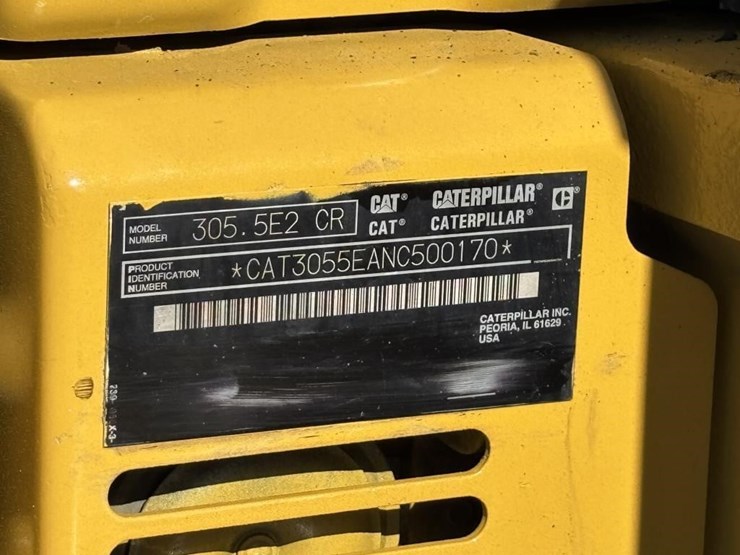 MODEL
NUMBER
305.5E2 CR
CAT® CATERPILLAR® C®
CAT® CATERPILLAR®
PRODUCT
IDENTIFICATION
NUMBER
*CAT3055EANC500170*
CATERPILLAR INC.
PEORIA, IL 61629
USA